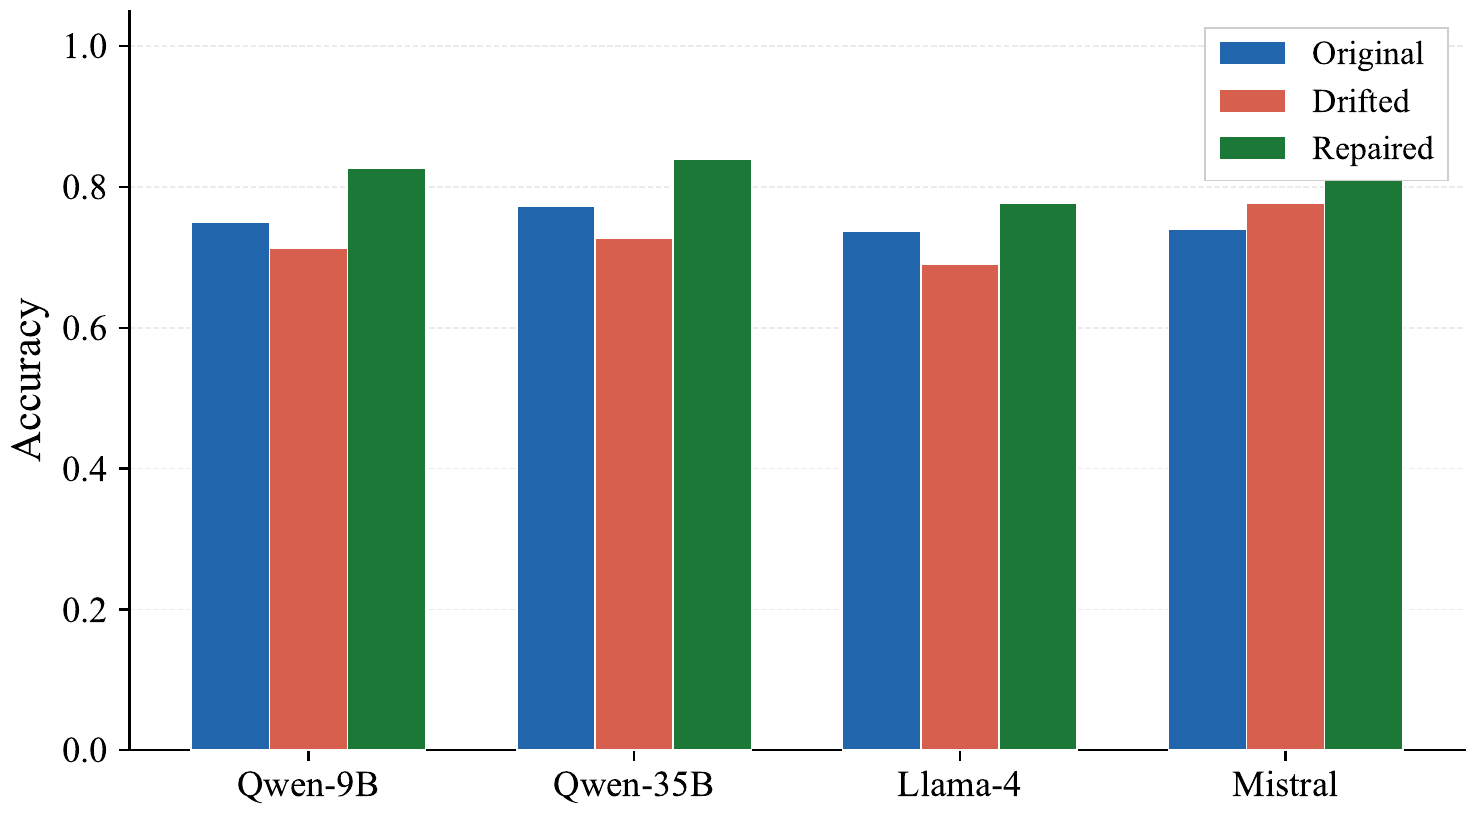 Accuracy
1.0
0.8
0.6
0.4
0.2
0.0
Original
Drifted
Repaired
Qwen-9B
Qwen-35B
Llama-4
Mistral